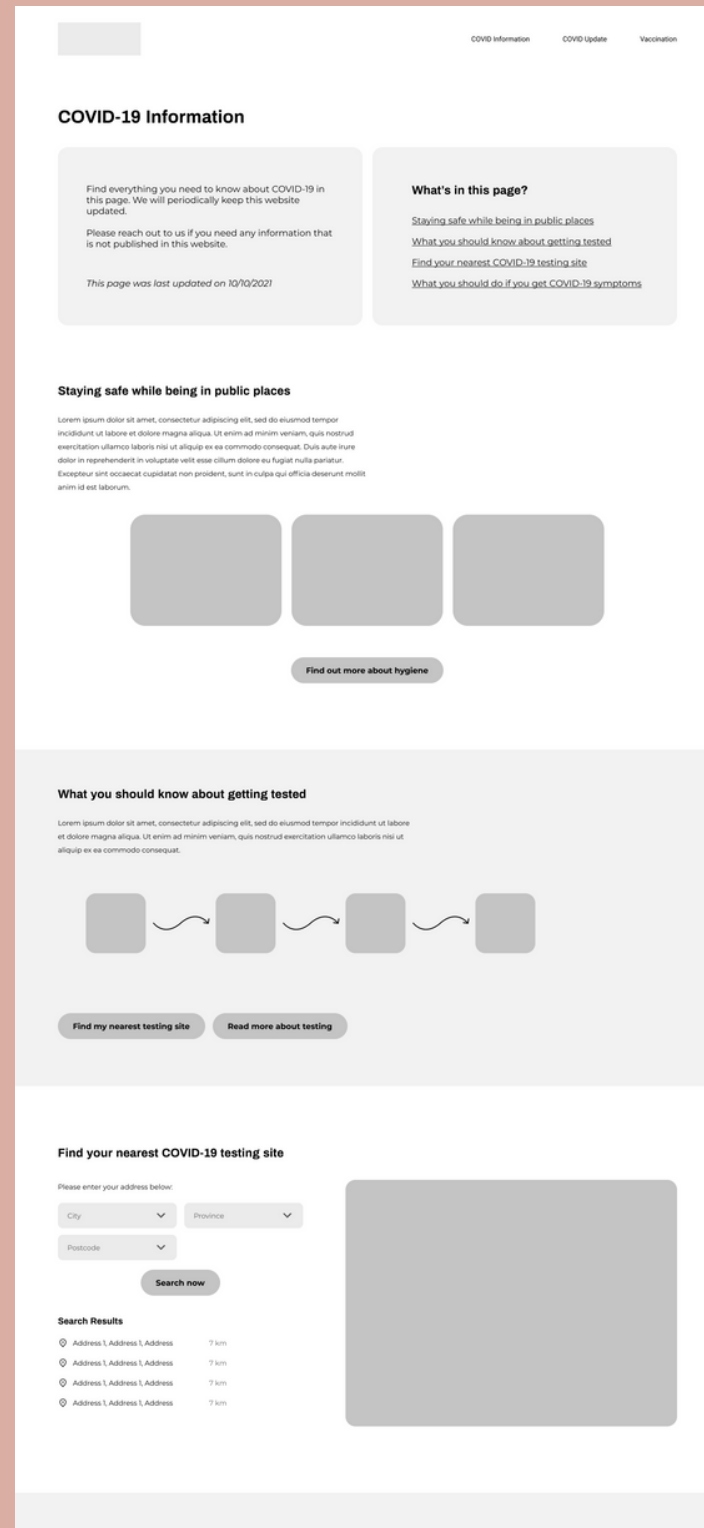 COVID Information
COVID Update
Vaccination
COVID-19 Information
Find everything you need to know about COVID-19 in
this page. We will periodically keep this website
updated.
Please reach out to us if you need any information that
is not published in this website.
This page was last updated on 10/10/2021
What's in this page?
Staying safe while being in public places
What you should know about getting tested
Find your nearest COVID-19 testing site
What you should do if you get COVID-19 symptoms
Staying safe while being in public places
Lorem ipsum dolor sit amet, consectetur adipiscing elit, sed do eiusmod tempor
incididunt ut labore et dolore magna aliqua. Ut enim ad minim veniam, quis nostrud
exercitation ullamco laboris nisi ut aliquip ex ea commodo consequat. Duis aute irure
dolor in reprehenderit in voluptate velit esse cillum dolore eu fugiat nulla pariatur.
Excepteur sint occaecat cupidatat non proident, sunt in culpa qui officia deserunt mollit
anim id est laborum.
Find out more about hygiene
What you should know about getting tested
Lorem ipsum dolor sit amet, consectetur adipiscing elit, sed do eiusmod tempor incididunt ut labore
et dolore magna aliqua. Ut enim ad minim veniam, quis nostrud exercitation ullamco laboris nisi ut
aliquip ex ea commodo consequat.
Find my nearest testing site
Read more about testing
Find your nearest COVID-19 testing site
Please enter your address below:
City
Province
Postcode
Search now
Search Results
Address 1, Address 1, Address 7 km
Address 1, Address 1, Address 7 km
Address 1, Address 1, Address 7 km
Address 1, Address 1, Address 7 km